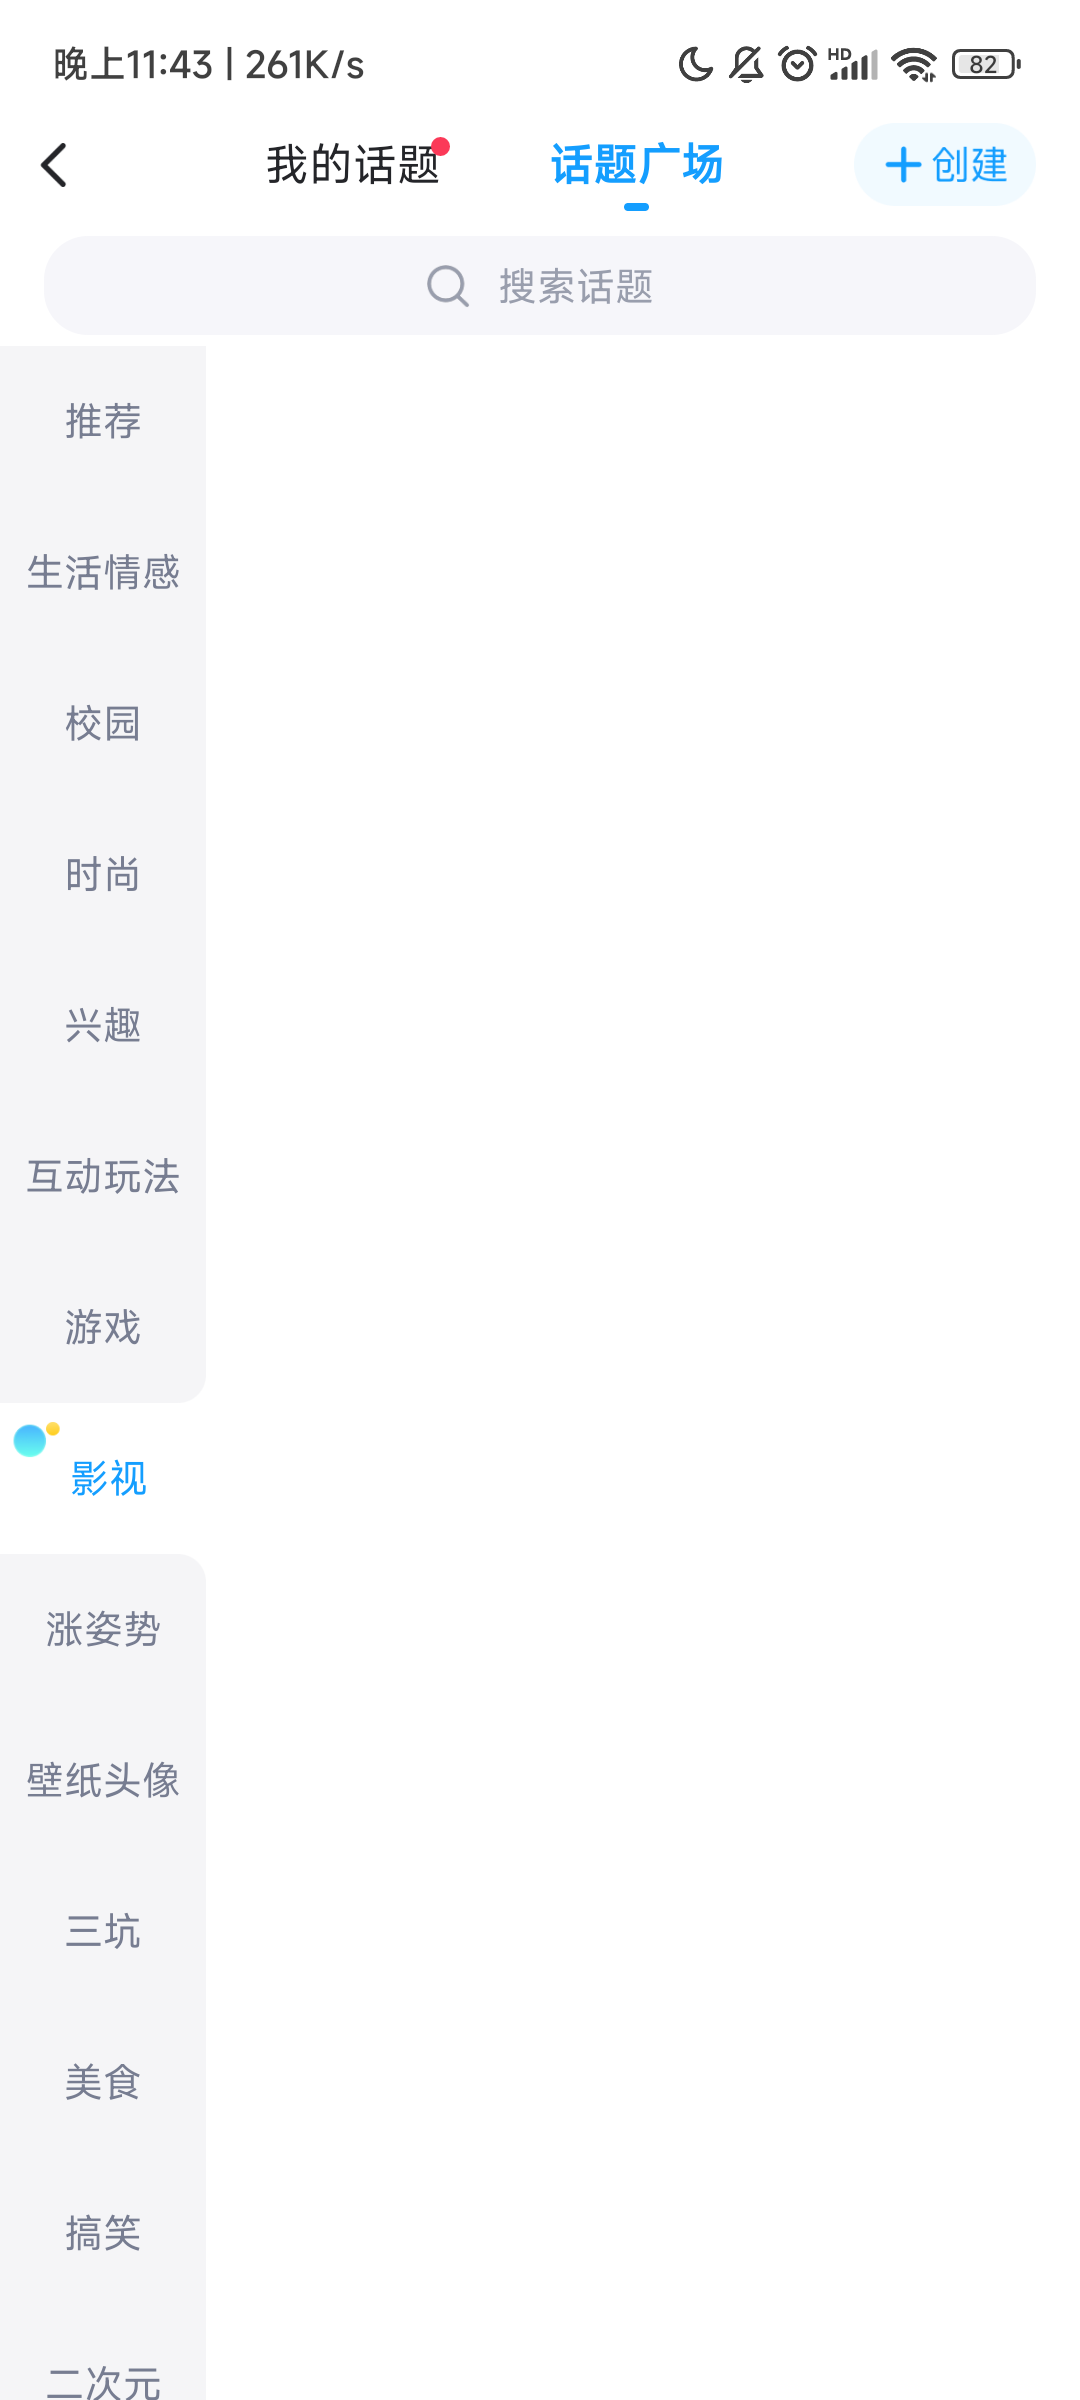 晚上11:43 | 261K/s
HD
82
我的话题
话题广场
创建
搜索话题
推荐
生活情感
校园
时尚
兴趣
互动玩法
游戏
影视
涨姿势
壁纸头像
三坑
美食
搞笑
二次元